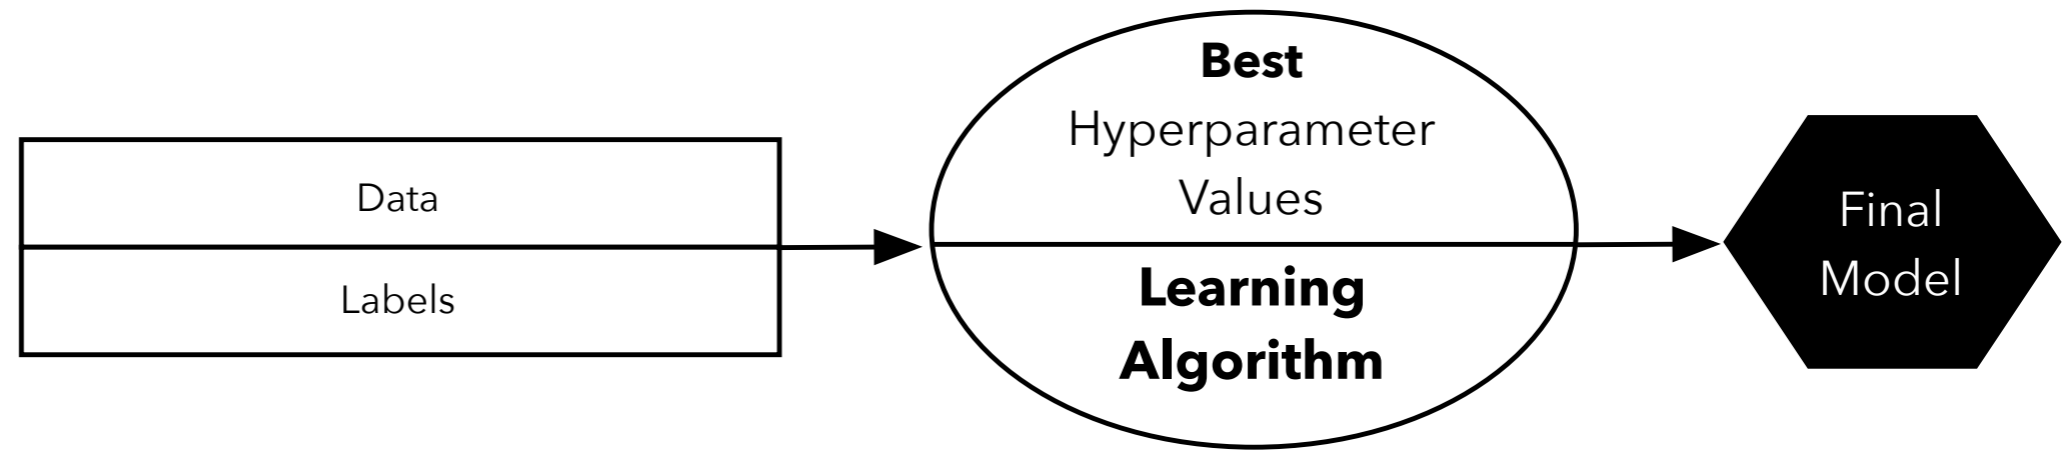 Data
Labels
Best
Hyperparameter
Values
Learning
Algorithm
Final
Model